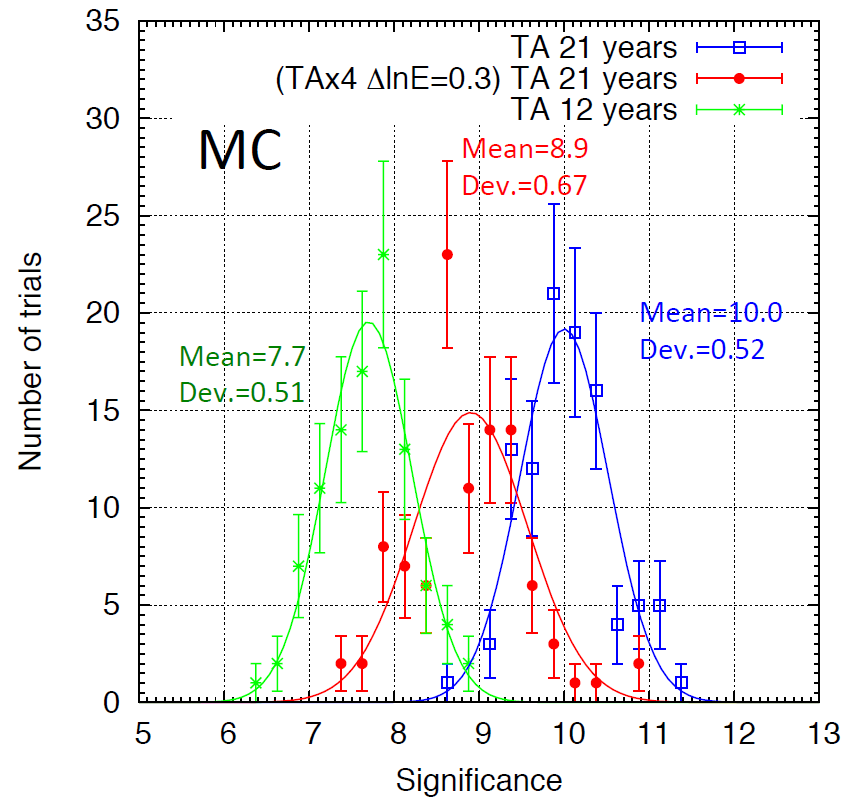 TA 21 years
(TAx4 ΔlnE=0.3) TA 21 years
TA 12 years
MC
Mean=8.9
Dev.=0.67
Mean=10.0
Dev.=0.52
Mean=7.7
Dev.=0.51
Number of trials
35
30
25
20
15
10
5
0
5 6 7 8 9 10 11 12 13
Significance